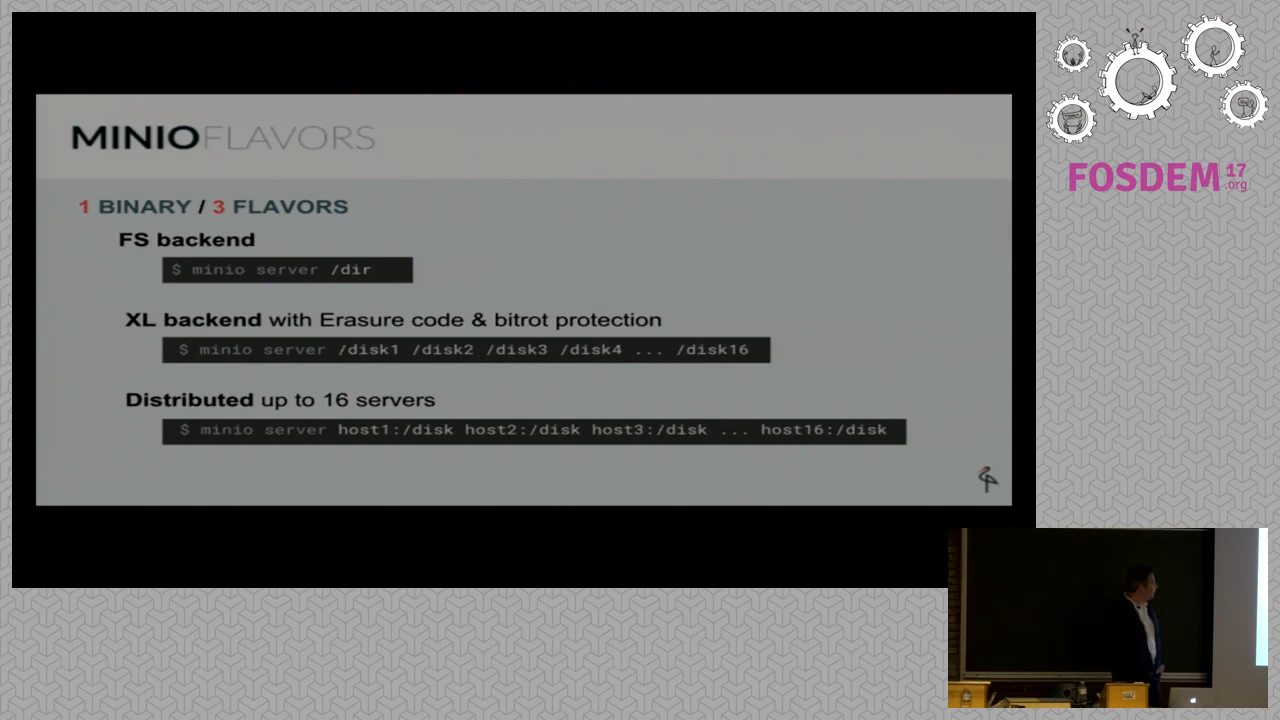 MINIOFLAVORS
1 BINARY / 3 FLAVORS
FS backend
$ minio server /dir
XL backend with Erasure code & bitrot protection
$ minio server /disk1 /disk2 /disk3 /disk4 ... /disk16
Distributed up to 16 servers
$ minio server host1:/disk host2:/disk host3:/disk ... host16:/disk
FOSDEM 17
.org